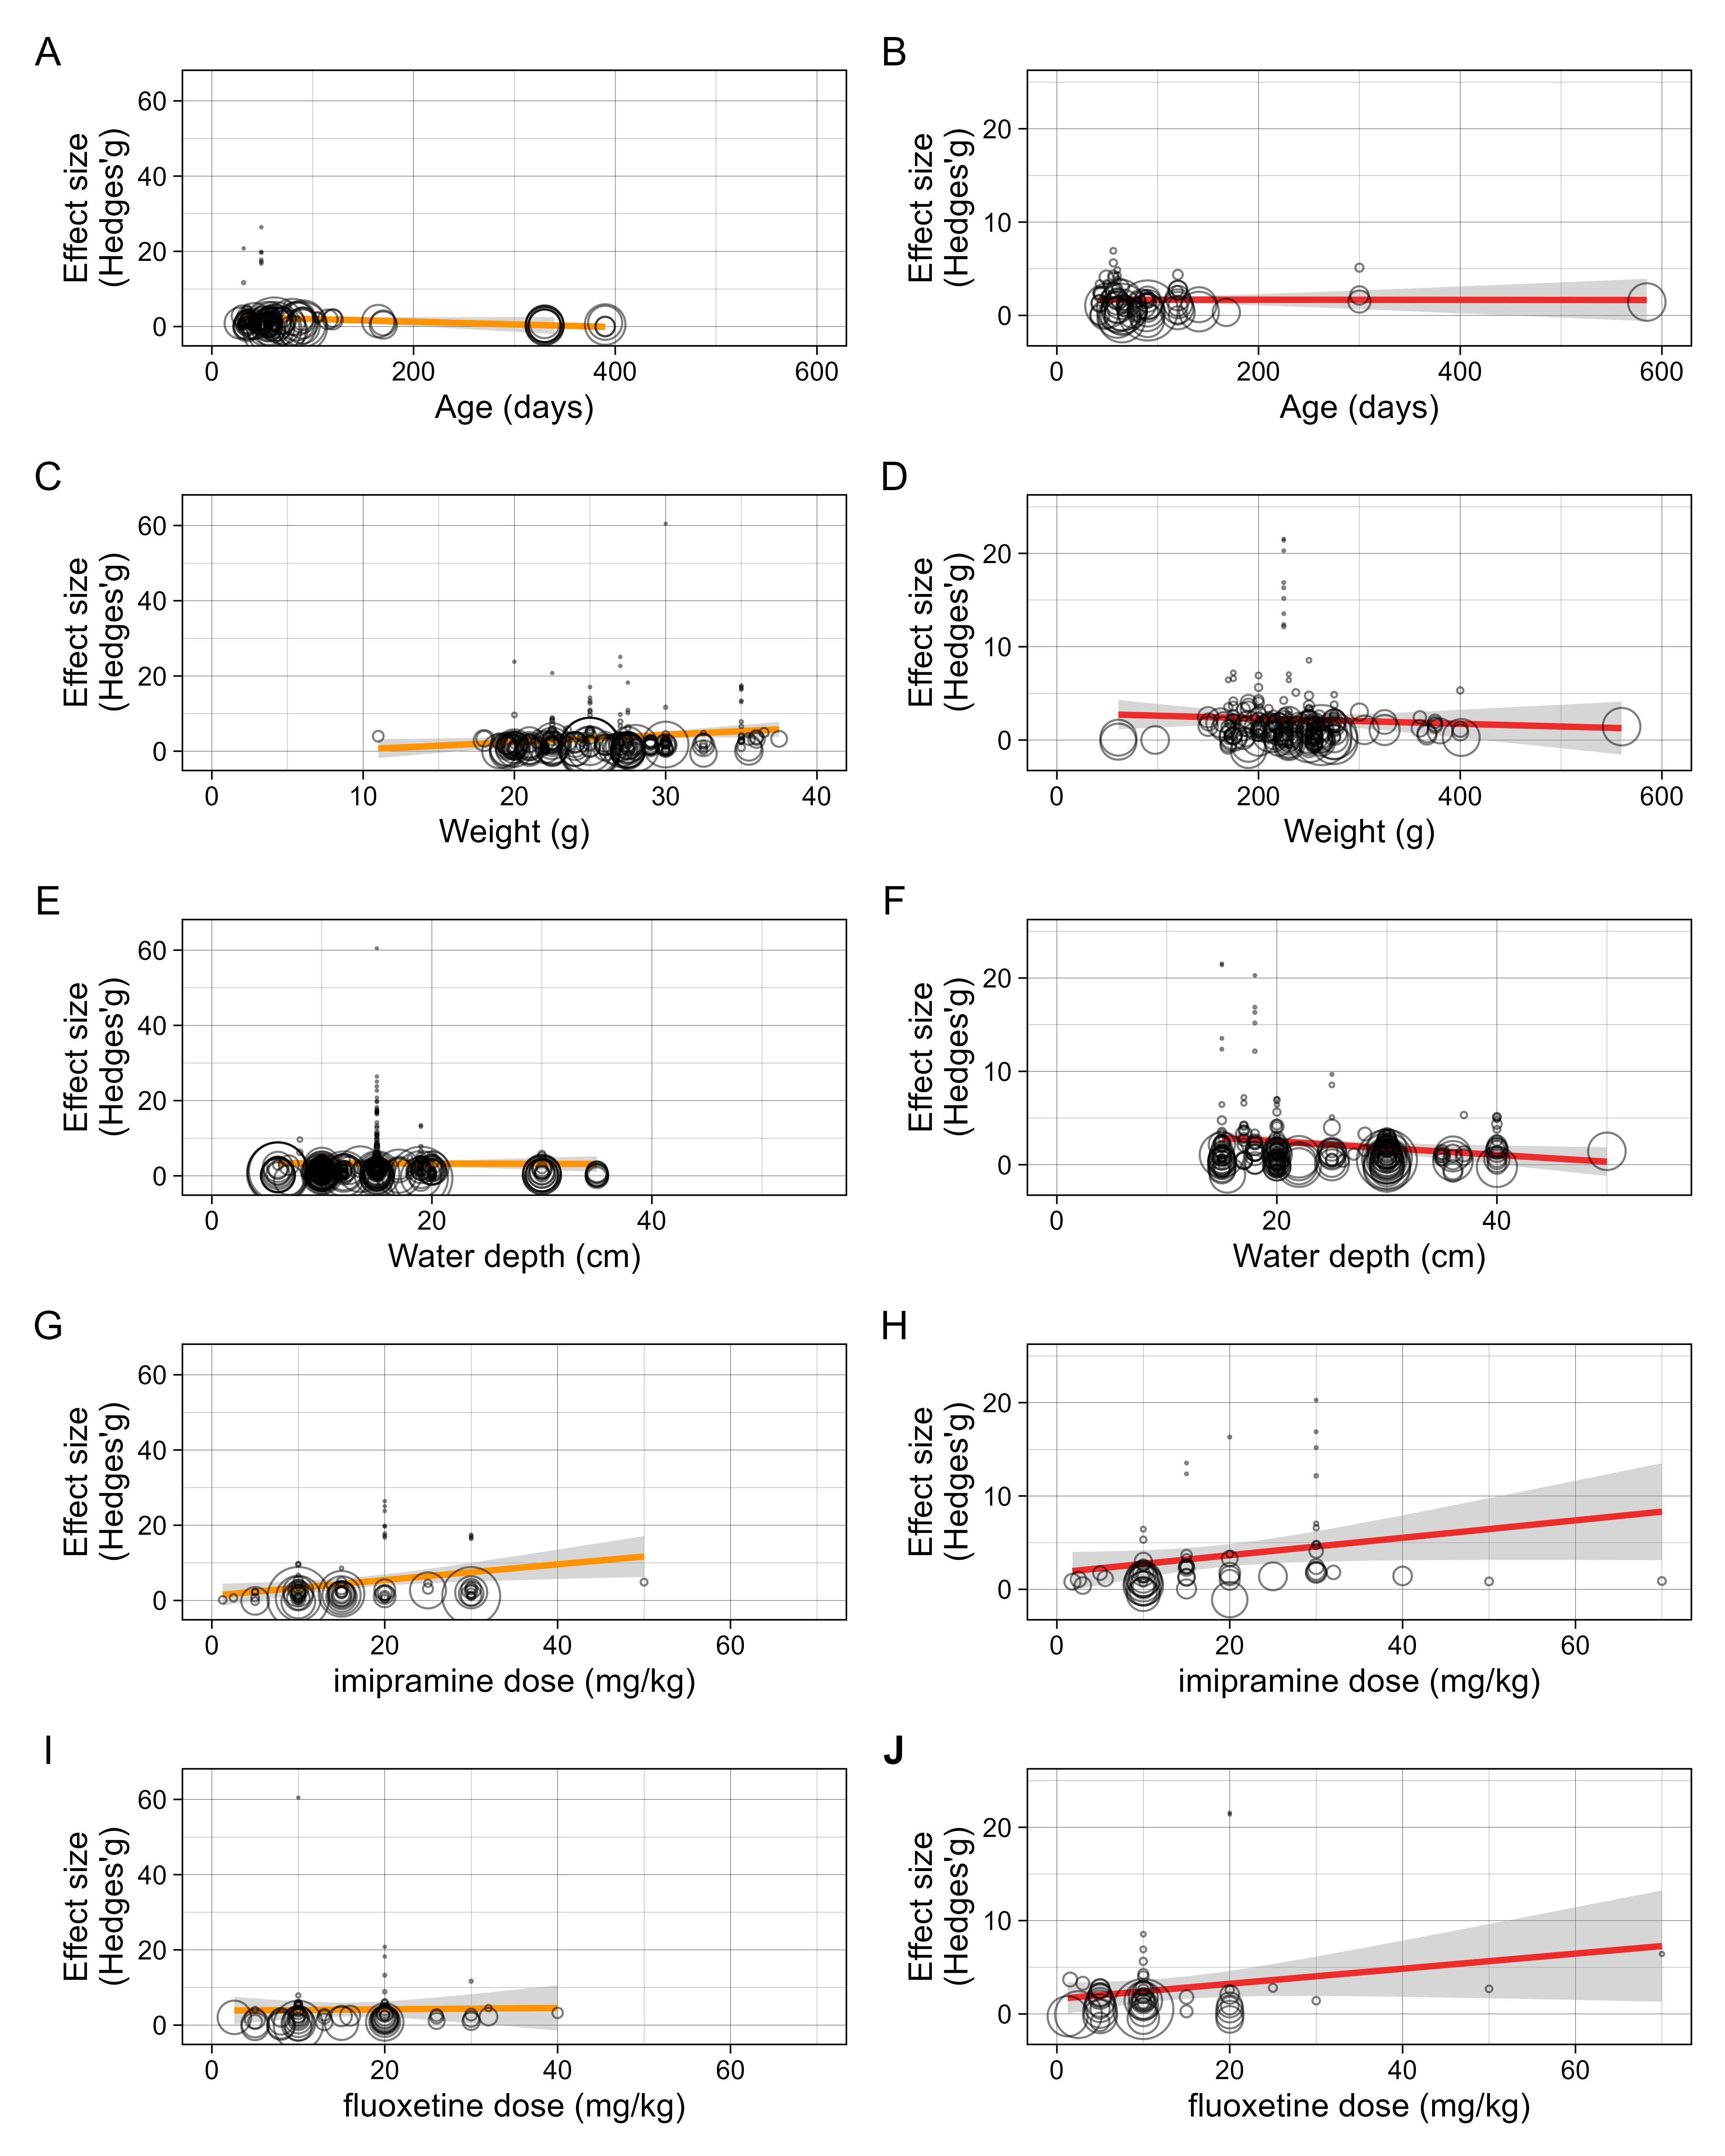 A
B
Effect size
(Hedges'g)
60
40
20
0
0
200
400
600
Age (days)
Effect size
(Hedges'g)
20
10
0
0
200
400
600
Age (days)
C
D
Effect size
(Hedges'g)
60
40
20
0
0
10
20
30
40
Weight (g)
Effect size
(Hedges'g)
20
10
0
0
200
400
600
Weight (g)
E
F
Effect size
(Hedges'g)
60
40
20
0
0
20
40
Water depth (cm)
Effect size
(Hedges'g)
20
10
0
0
20
40
Water depth (cm)
G
H
Effect size
(Hedges'g)
60
40
20
0
0
20
40
60
imipramine dose (mg/kg)
Effect size
(Hedges'g)
20
10
0
0
20
40
60
imipramine dose (mg/kg)
I
J
Effect size
(Hedges'g)
60
40
20
0
0
20
40
60
fluoxetine dose (mg/kg)
Effect size
(Hedges'g)
20
10
0
0
20
40
60
fluoxetine dose (mg/kg)